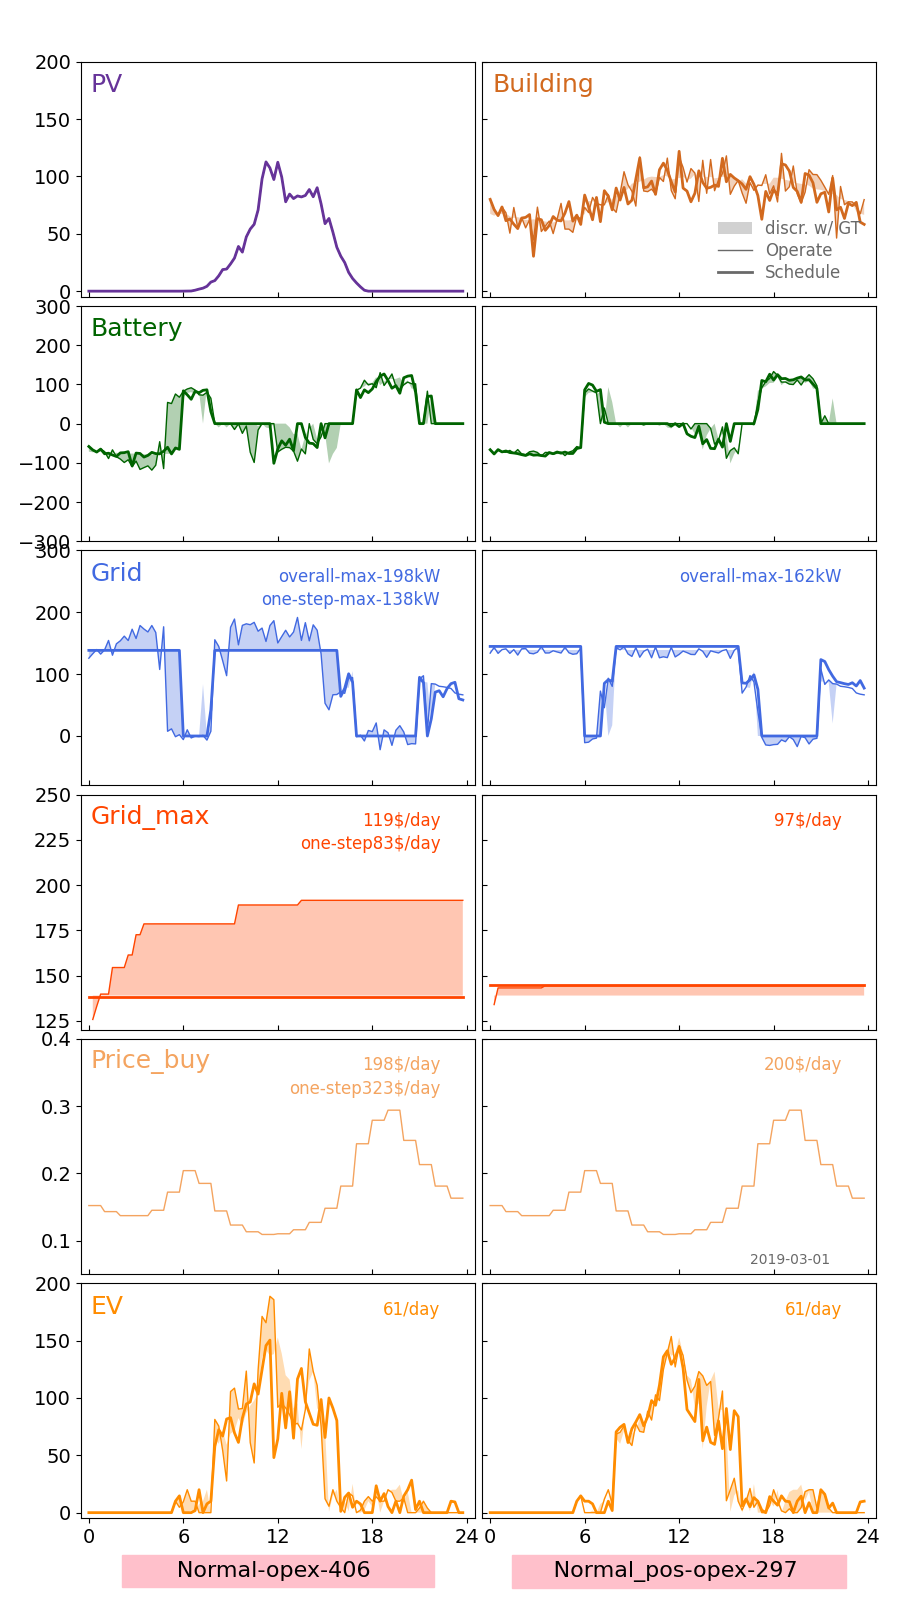 200
PV
Building
150
100
50
discr. w/ GT
Operate
Schedule
0
300
Battery
200
100
0
−100
−200
−300
300
Grid
overall-max-198kW
one-step-max-138kW
overall-max-162kW
200
100
0
250
Grid_max
119$/day
one-step83$/day
97$/day
225
200
175
150
125
0.4
Price_buy
198$/day
one-step323$/day
200$/day
0.3
0.2
0.1
2019-03-01
200
EV
61/day
61/day
150
100
50
0
0 6 12 18 24
0 6 12 18 24
Normal-opex-406
Normal_pos-opex-297